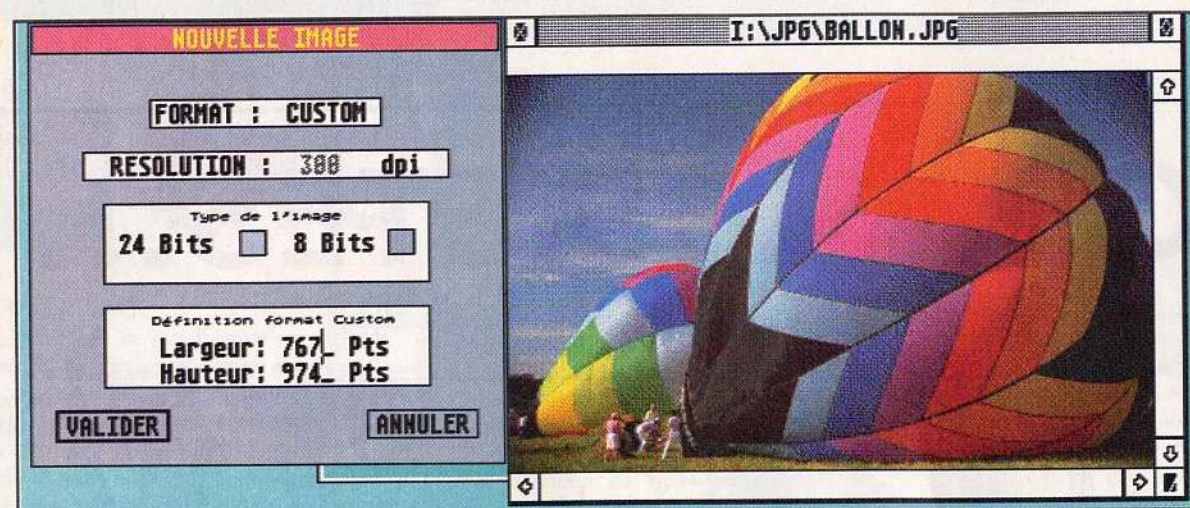 NOUVELLE IMAGE
FORMAT : CUSTOM
RESOLUTION : 300 dpi
Type de l'image
24 Bits 8 Bits
Définition format Custom
Largeur: 767_ Pts
Hauteur: 974_ Pts
VALIDER ANNULER
I:\JPG\BALLON.JPG